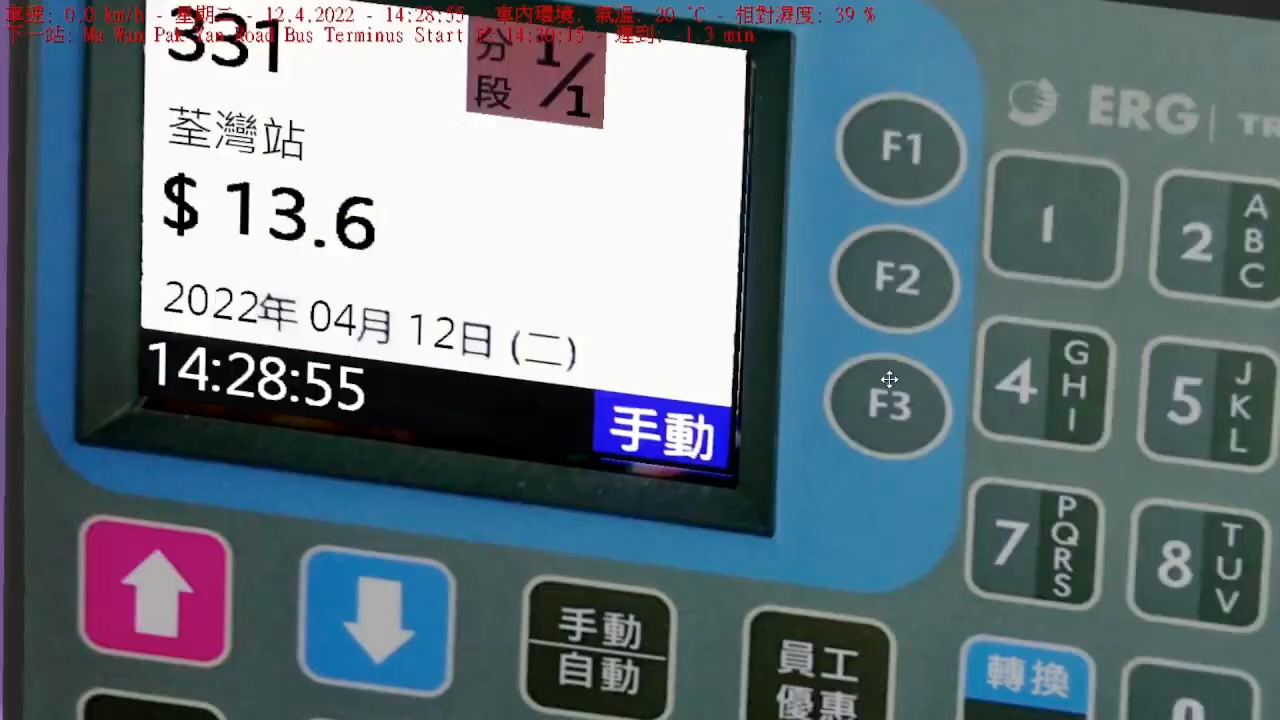 車速: 0.0 km/h - 星期二 - 12.4.2022 - 14:28:55 - 車內環境, 氣溫: 20 °C - 相對濕度: 39 %
下一站: Ma Wan Pak Yan Road Bus Terminus Start @ 14:30:15 - 遲到: -1.3 min
331
分段 1/1
荃灣站
$ 13.6
2022年 04月 12日 (二)
14:28:55
手動
ERG
F1
F2
F3
1
2 ABC
4 GHI
5 JKL
7 PQRS
8 TUV
手動
自動
員工
優惠
轉換